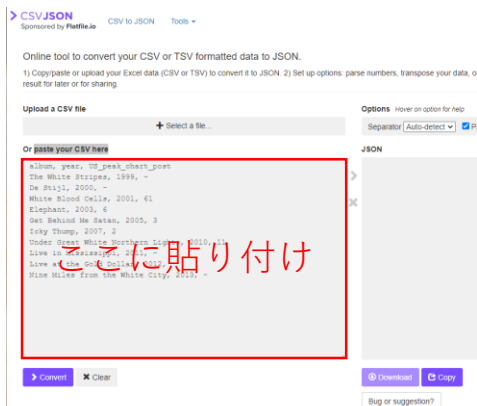 CSVJSON
Sponsored by Flatfile.io
CSV to JSON
Tools
Online tool to convert your CSV or TSV formatted data to JSON.
1) Copy/paste or upload your Excel data (CSV or TSV) to convert it to JSON. 2) Set up options: parse numbers, transpose your data, o
result for later or for sharing.
Upload a CSV file
Select a file...
Or paste your CSV here
album, year, US_peak_chart_post
The White Stripes, 1999, -
De Stijl, 2000, -
White Blood Cells, 2001, 61
Elephant, 2003, 6
Get Behind Me Satan, 2005, 3
Icky Thump, 2007, 2
Under Great White Northern Lights, 2010, 11
Live in Mississippi, 2011, -
Live at the Gold Dollar, 2012,
Nine Miles from the White City, 2013, -
ここに貼り付け
Convert
Clear
Options Hover on option for help
Separator Auto-detect P
JSON
Download
Copy
Bug or suggestion?